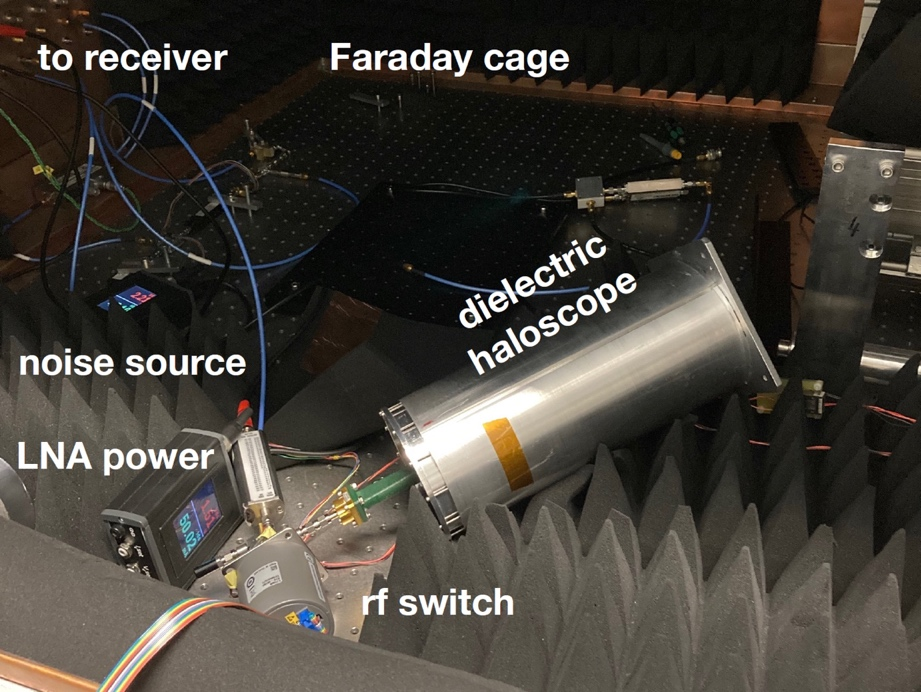 to receiver
Faraday cage
dielectric
haloscope
noise source
LNA power
rf switch